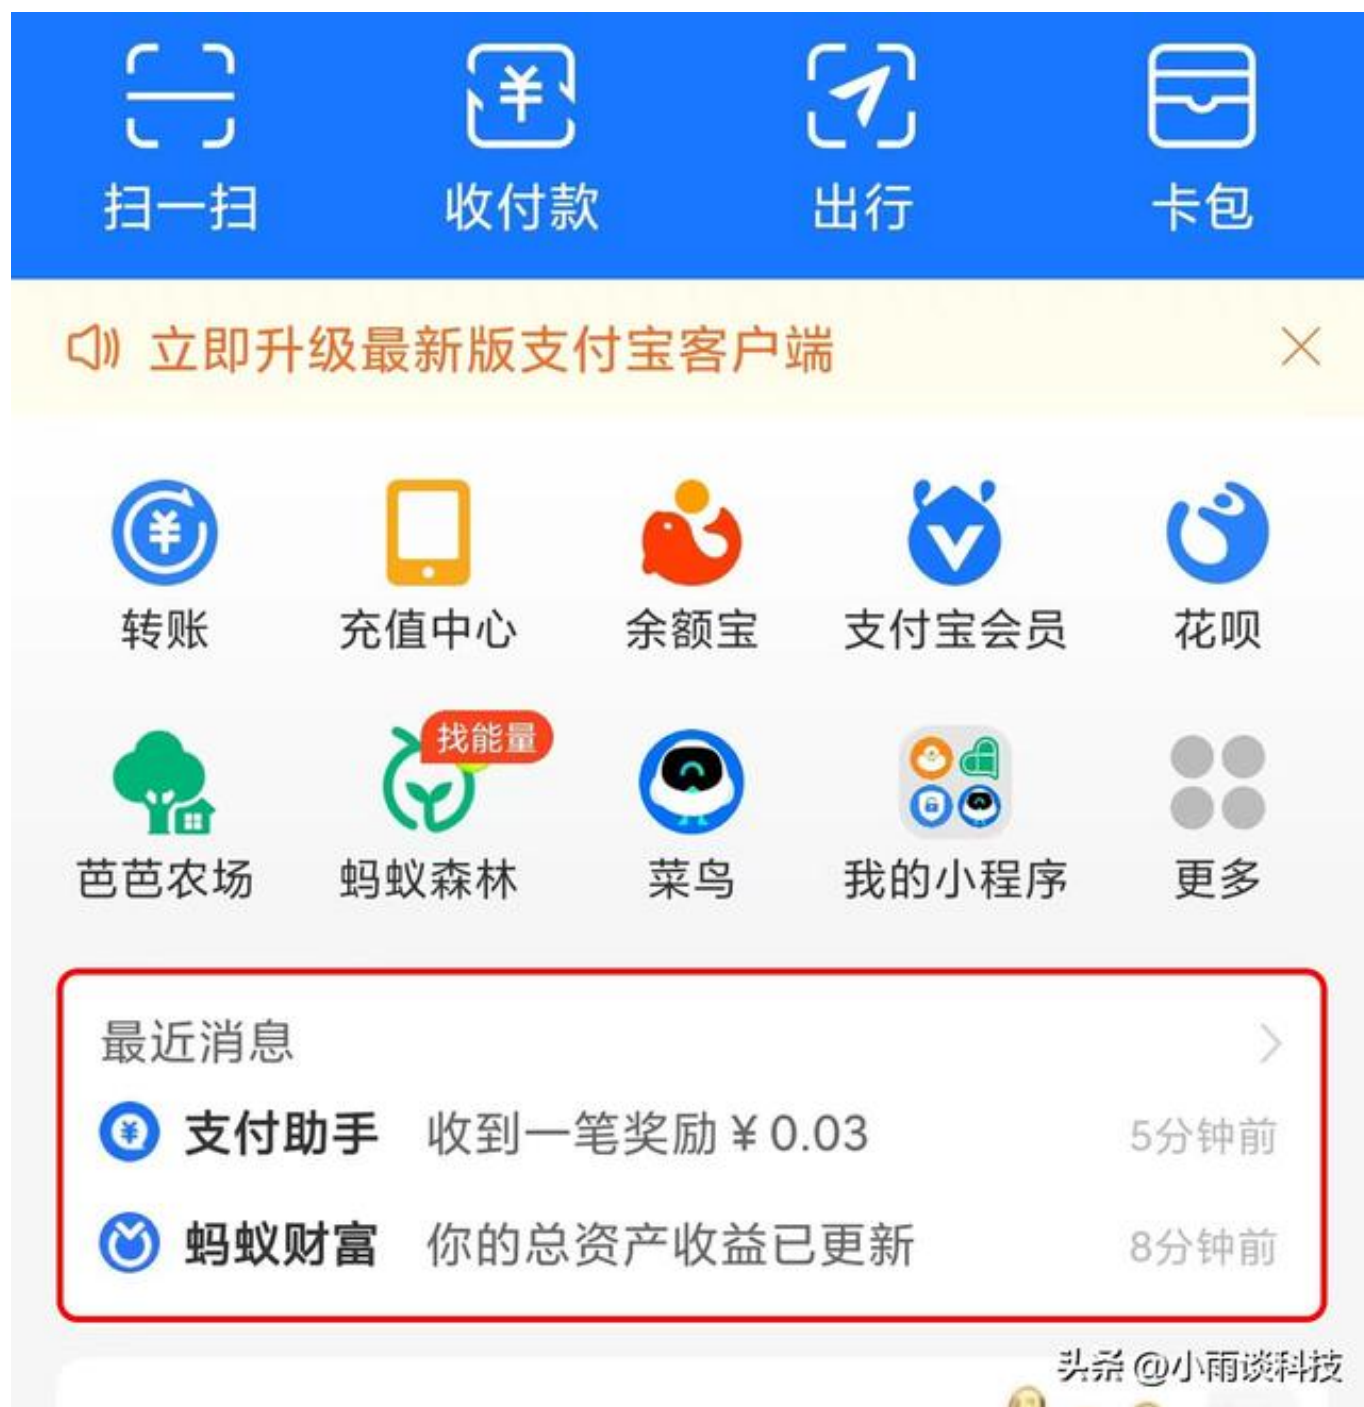 扫一扫 收付款 出行 卡包
立即升级最新版支付宝客户端
转账 充值中心 余额宝 支付宝会员 花呗
找能量
芭芭农场 蚂蚁森林 菜鸟 我的小程序 更多
最近消息
支付助手 收到一笔奖励¥0.03 5分钟前
蚂蚁财富 你的总资产收益已更新 8分钟前
头条 @小雨谈科技